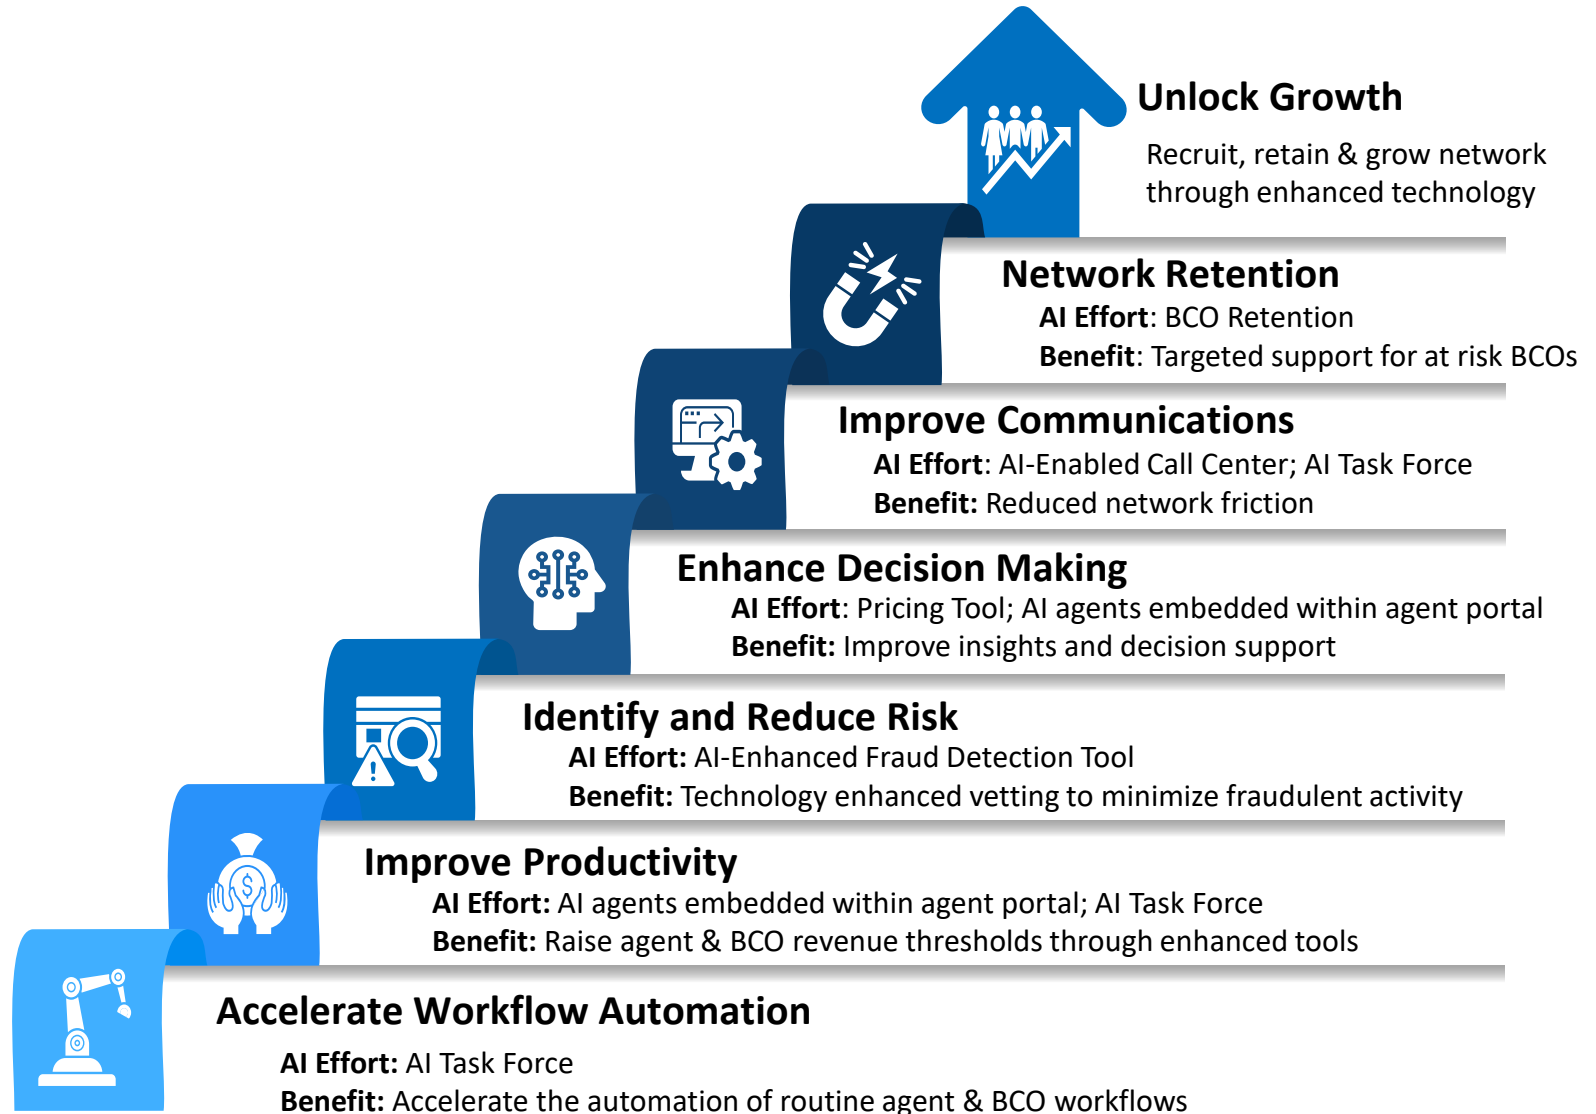 Unlock Growth
Recruit, retain & grow network
through enhanced technology
Network Retention
AI Effort: BCO Retention
Benefit: Targeted support for at risk BCOs
Improve Communications
AI Effort: AI-Enabled Call Center; AI Task Force
Benefit: Reduced network friction
Enhance Decision Making
AI Effort: Pricing Tool; AI agents embedded within agent portal
Benefit: Improve insights and decision support
Identify and Reduce Risk
AI Effort: AI-Enhanced Fraud Detection Tool
Benefit: Technology enhanced vetting to minimize fraudulent activity
Improve Productivity
AI Effort: AI agents embedded within agent portal; AI Task Force
Benefit: Raise agent & BCO revenue thresholds through enhanced tools
Accelerate Workflow Automation
AI Effort: AI Task Force
Benefit: Accelerate the automation of routine agent & BCO workflows